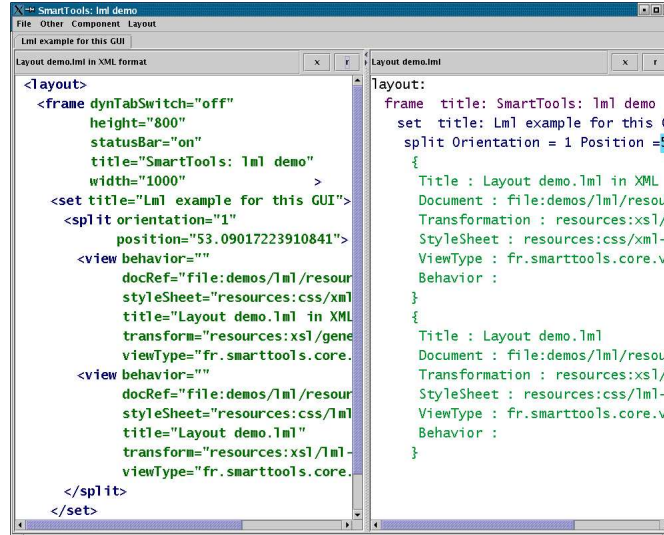 SmartTools: lml demo
File Other Component Layout
Lml example for this GUI
Layout demo.lml in XML format x r
<layout>
<frame dynTabSwitch="off"
height="800"
statusBar="on"
title="SmartTools: lml demo"
width="1000" >
<set title="Lml example for this GUI">
<split orientation="1"
position="53.09017223910841">
<view behavior=""
docRef="file:demos/lml/resour
styleSheet="resources:css/xml
title="Layout demo.lml in XML
transform="resources:xsl/gene
viewType="fr.smarttools.core.
<view behavior=""
docRef="file:demos/lml/resour
styleSheet="resources:css/lml
title="Layout demo.lml"
transform="resources:xsl/lml-
viewType="fr.smarttools.core.
</split>
</set>
Layout demo.lml x r
layout:
frame title: SmartTools: lml demo
set title: Lml example for this
split Orientation = 1 Position =5
{
Title : Layout demo.lml in XML
Document : file:demos/lml/resou
Transformation : resources:xsl/
StyleSheet : resources:css/xml-
ViewType : fr.smarttools.core.v
Behavior :
}
{
Title : Layout demo.lml
Document : file:demos/lml/resou
Transformation : resources:xsl/
StyleSheet : resources:css/lml-
ViewType : fr.smarttools.core.v
Behavior :
}